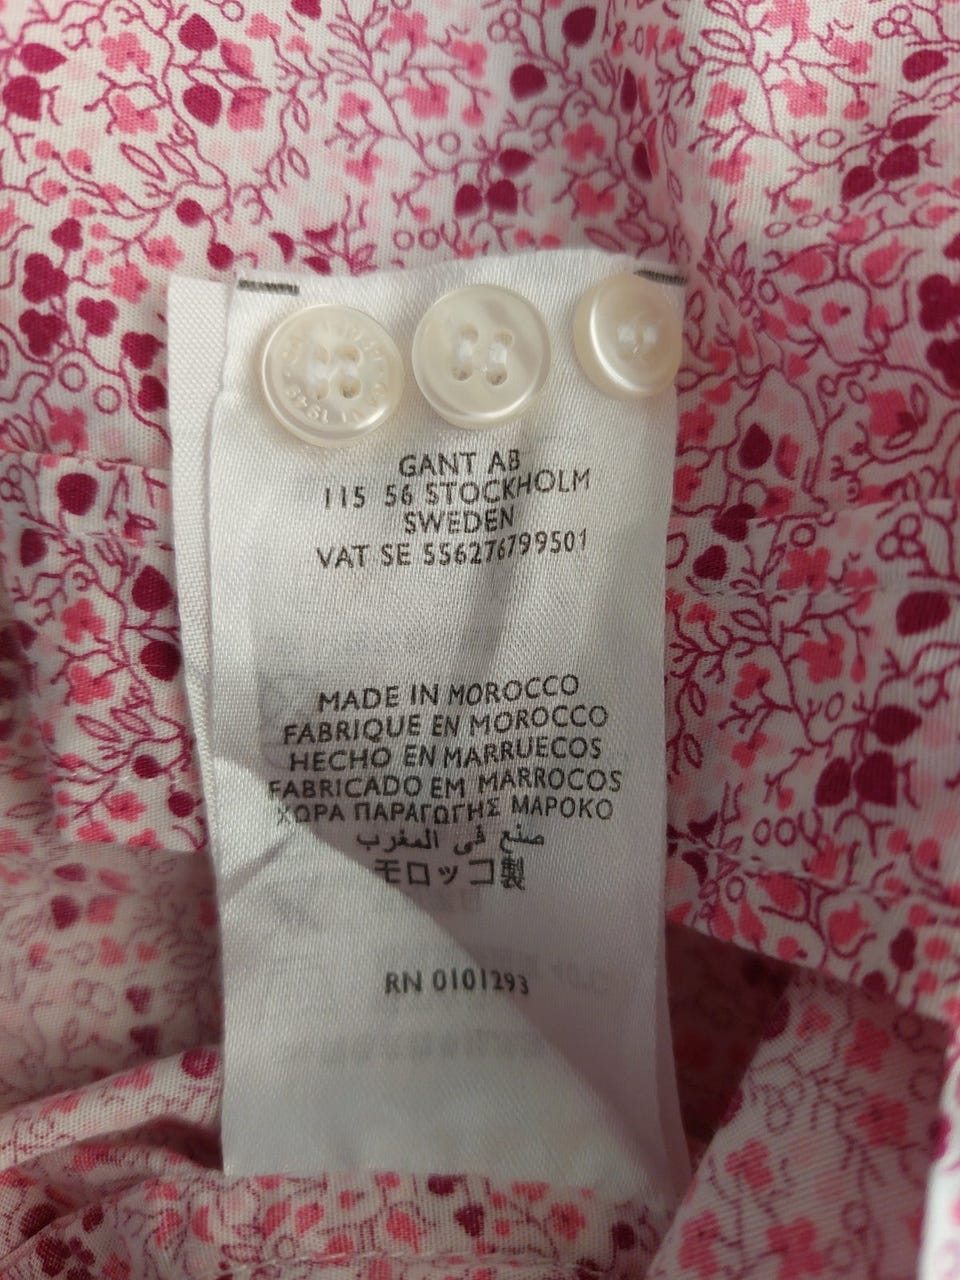 GANT AB
115 56 STOCKHOLM
SWEDEN
VAT SE 556276799501
MADE IN MOROCCO
FABRIQUE EN MOROCCO
HECHO EN MARRUECOS
FABRICADO EM MARROCOS
ΧΩΡΑ ΠΑΡΑΓΩΓΗΣ ΜΑΡΟΚΟ
صنع في المغرب
モロッコ製
RN 0101293